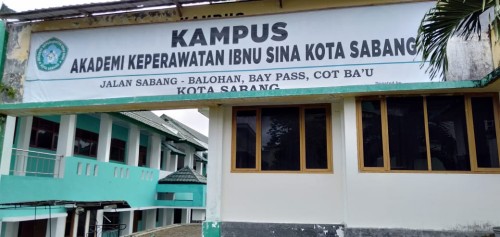 KAMPUS
AKADEMI KEPERAWATAN IBNU SINA KOTA SABANG
JALAN SABANG - BALOHAN, BAY PASS, COT BA'U
KOTA SABANG